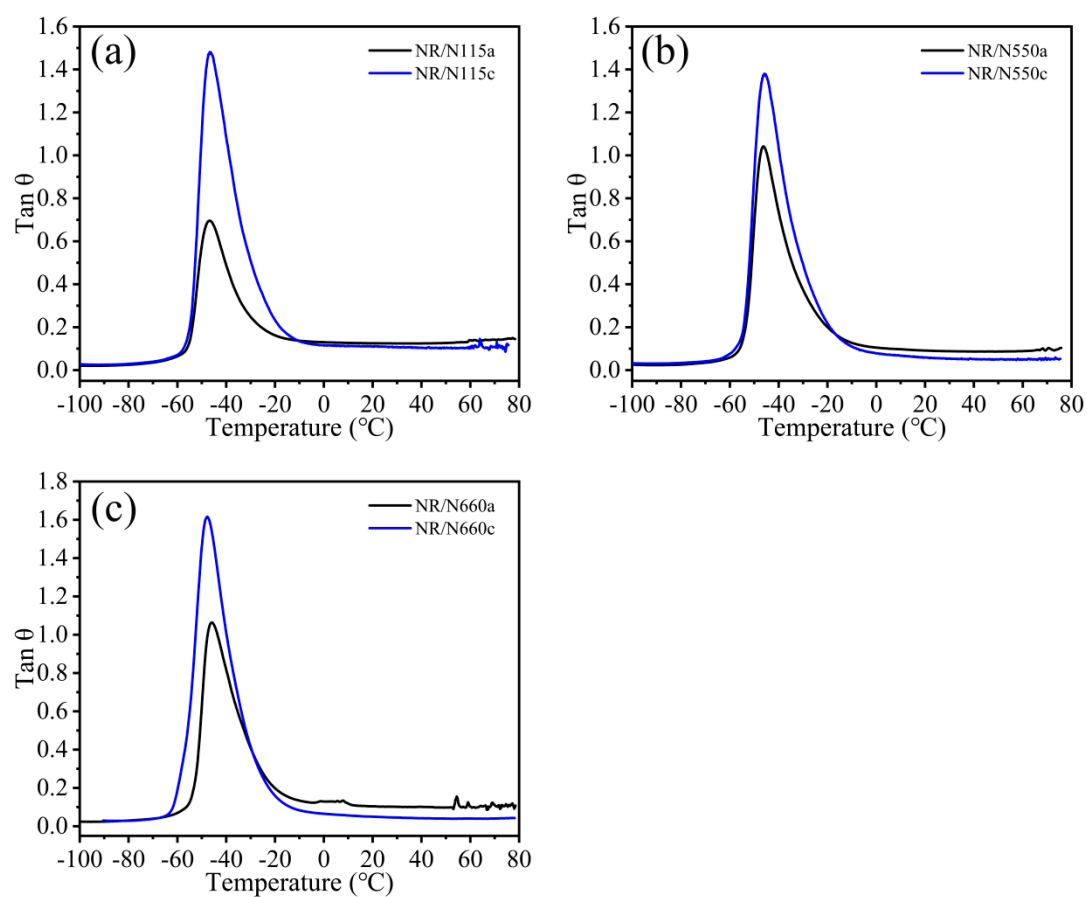 (a)
NR/N115a
NR/N115c
1.6
1.4
1.2
1.0
0.8
0.6
0.4
0.2
0.0
Tan θ
-100 -80 -60 -40 -20 0 20 40 60 80
Temperature (℃)
(b)
NR/N550a
NR/N550c
1.6
1.4
1.2
1.0
0.8
0.6
0.4
0.2
0.0
Tan θ
-100 -80 -60 -40 -20 0 20 40 60 80
Temperature (℃)
(c)
NR/N660a
NR/N660c
1.8
1.6
1.4
1.2
1.0
0.8
0.6
0.4
0.2
0.0
Tan θ
-100 -80 -60 -40 -20 0 20 40 60 80
Temperature (℃)